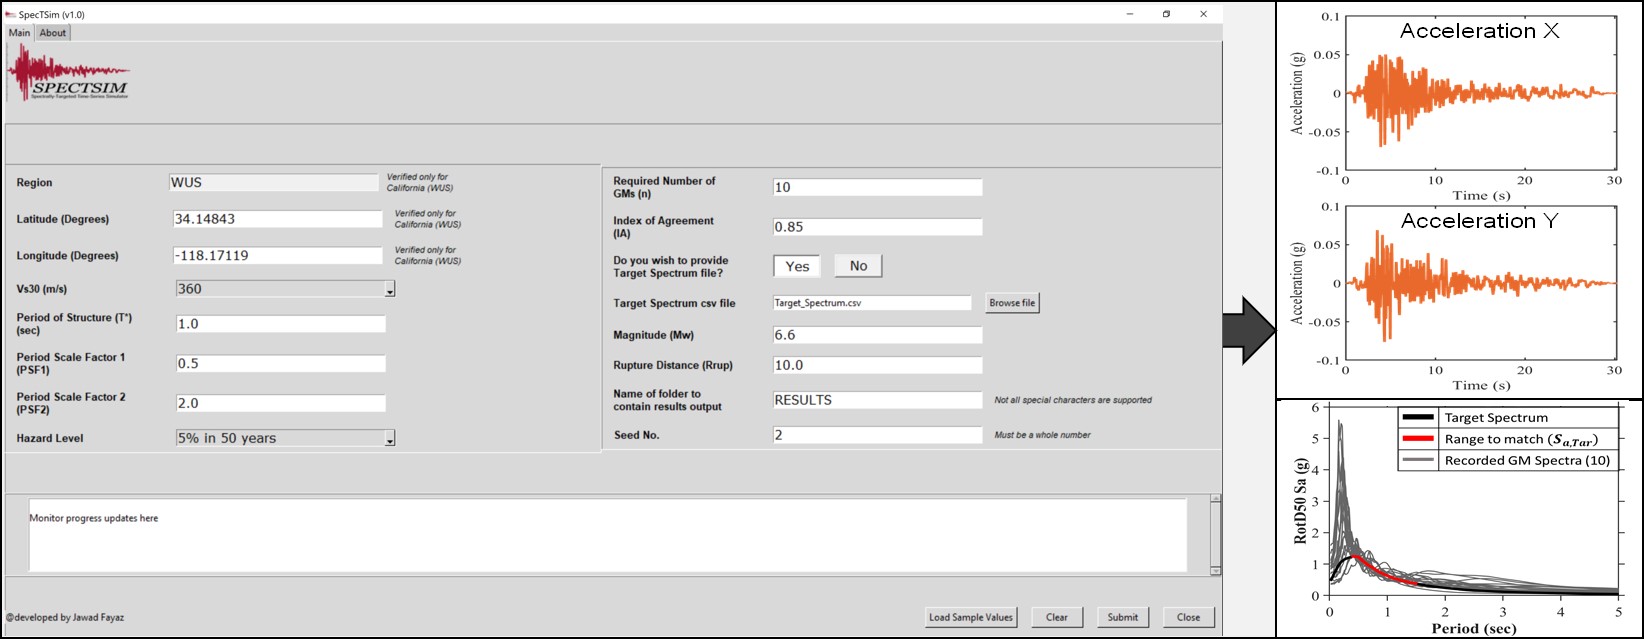 SpecTSim (v1.0)
Main About
SPECTSIM
Spectrally-Targeted Time-Series Simulator
Region
WUS
Verified only for
California (WUS)
Latitude (Degrees)
34.14843
Verified only for
California (WUS)
Longitude (Degrees)
-118.17119
Verified only for
California (WUS)
Vs30 (m/s)
360
Period of Structure (T*)
(sec)
1.0
Period Scale Factor 1
(PSF1)
0.5
Period Scale Factor 2
(PSF2)
2.0
Hazard Level
5% in 50 years
Required Number of
GMs (n)
10
Index of Agreement
(IA)
0.85
Do you wish to provide
Target Spectrum file?
Yes No
Target Spectrum csv file
Target_Spectrum.csv
Browse file
Magnitude (Mw)
6.6
Rupture Distance (Rrup)
10.0
Name of folder to
contain results output
RESULTS
Not all special characters are supported
Seed No.
2
Must be a whole number
Monitor progress updates here
@developed by Jawad Fayaz
Load Sample Values Clear Submit Close
Acceleration X
Acceleration (g)
0.1
0.05
0
-0.05
-0.1
0 10 20 30
Time (s)
Acceleration Y
Acceleration (g)
0.1
0.05
0
-0.05
-0.1
0 10 20 30
Time (s)
Target Spectrum
Range to match (Sa,Tar)
Recorded GM Spectra (10)
RotD50 Sa (g)
6
5
4
3
2
1
0
0 1 2 3 4 5
Period (sec)